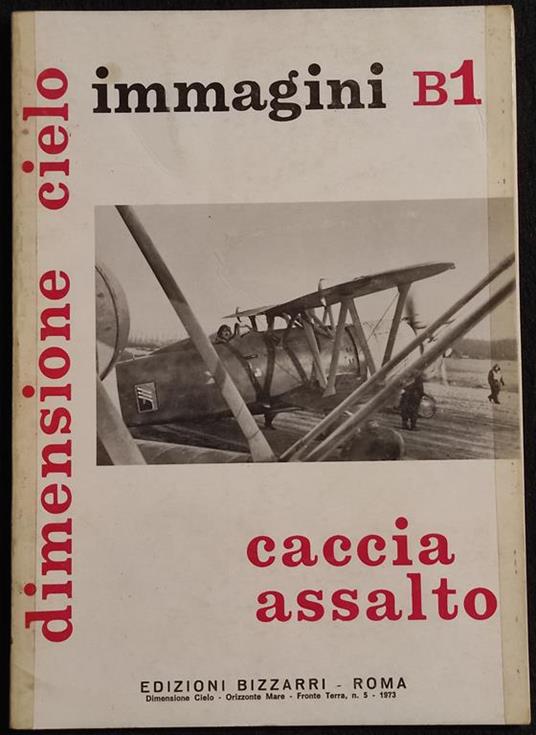 dimensione cielo
immagini B1
caccia
assalto
EDIZIONI BIZZARRI - ROMA
Dimensione Cielo - Orizzonte Mare - Fronte Terra, n. 5 - 1973